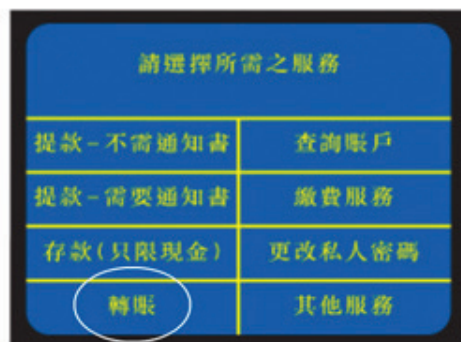 請選擇所需之服務
提款-不需通知書 查詢賬戶
提款-需要通知書 繳費服務
存款(只限現金) 更改私人密碼
轉賬 其他服務